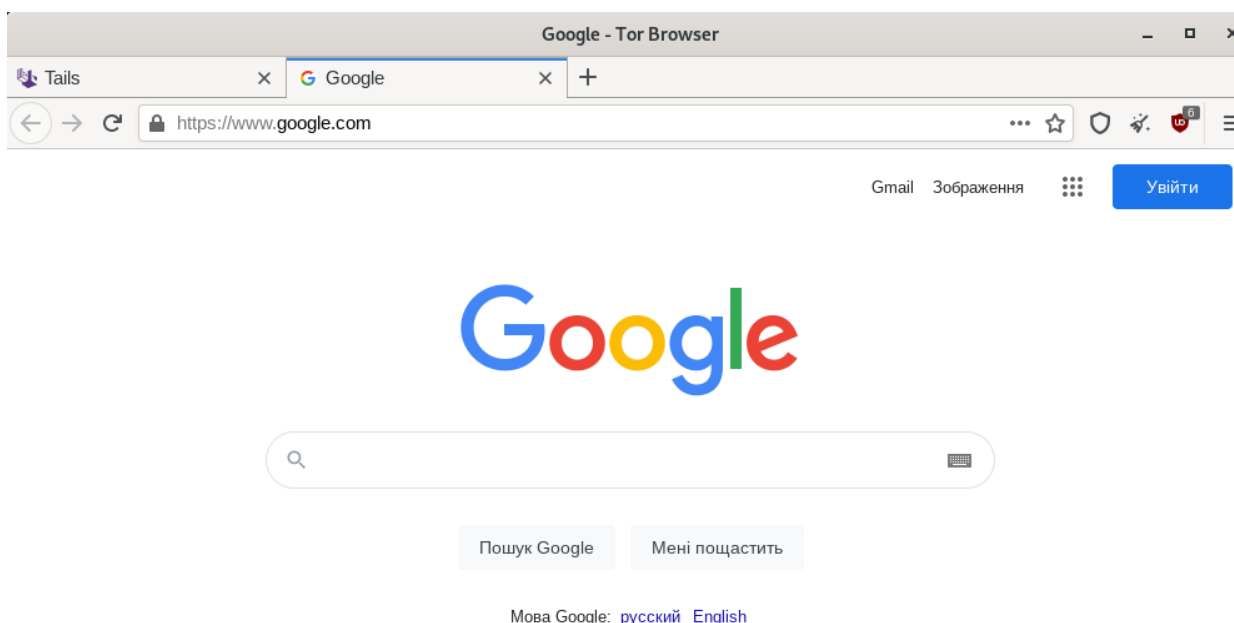 Google - Tor Browser
Tails
Google
https://www.google.com
6
Gmail Зображення Увійти
Google
Пошук Google Мені пощастить
Мова Google: русский English